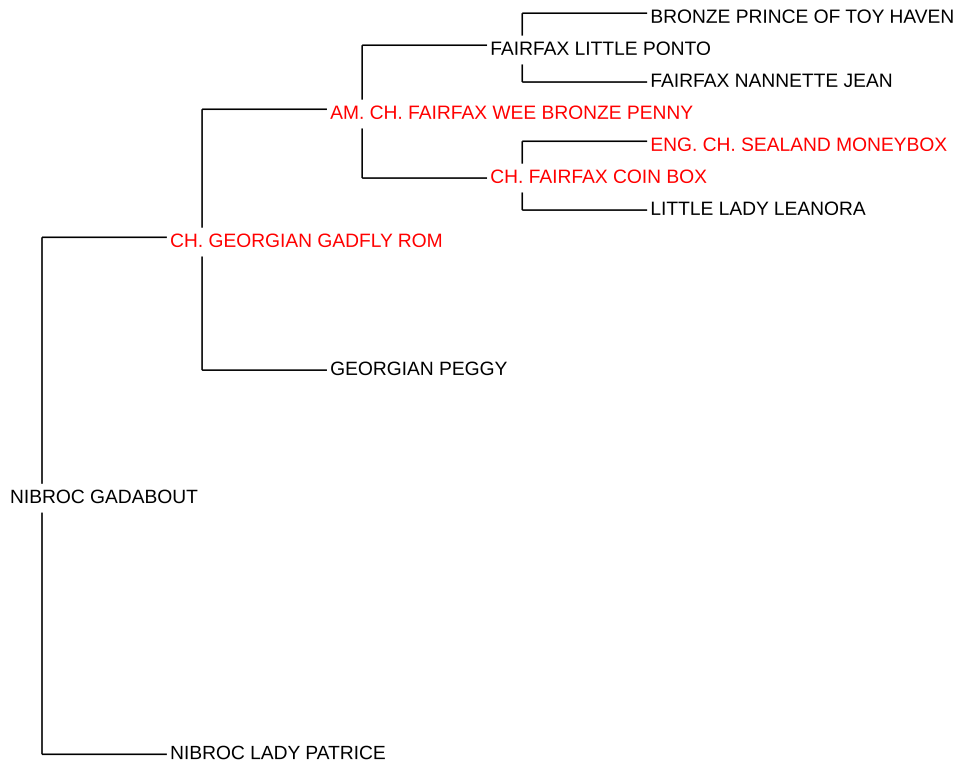 BRONZE PRINCE OF TOY HAVEN
FAIRFAX LITTLE PONTO
FAIRFAX NANNETTE JEAN
AM. CH. FAIRFAX WEE BRONZE PENNY
ENG. CH. SEALAND MONEYBOX
CH. FAIRFAX COIN BOX
LITTLE LADY LEANORA
CH. GEORGIAN GADFLY ROM
GEORGIAN PEGGY
NIBROC GADABOUT
NIBROC LADY PATRICE